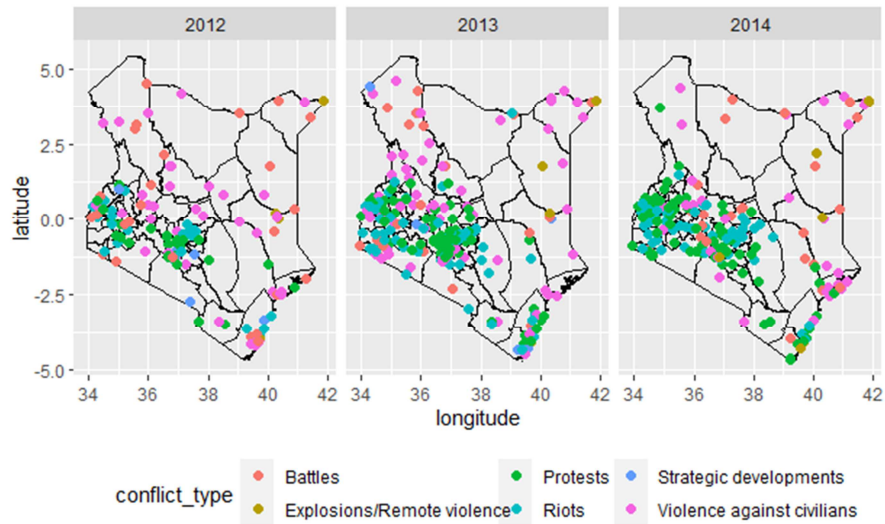 2012 2013 2014
5.0
2.5
0.0
-2.5
-5.0
latitude
34 36 38 40 42 34 36 38 40 42 34 36 38 40 42
longitude
conflict_type
Battles Protests Strategic developments
Explosions/Remote violence Riots Violence against civilians